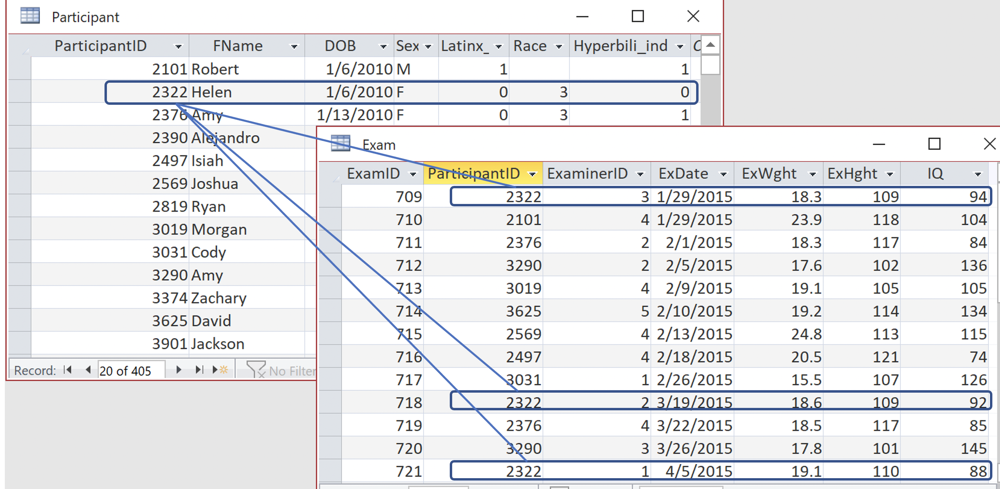 Participant
ParticipantID FName DOB Sex Latinx_ Race Hyperbili_ind C
2101 Robert 1/6/2010 M 1 1
2322 Helen 1/6/2010 F 0 3 0
2376 Amy 1/13/2010 F 0 3 1
2390 Alejandro
2497 Isiah
2569 Joshua
2819 Ryan
3019 Morgan
3031 Cody
3290 Amy
3374 Zachary
3625 David
3901 Jackson
Record: 20 of 405 No Filter
Exam
ExamID ParticipantID ExaminerID ExDate ExWght ExHght IQ
709 2322 3 1/29/2015 18.3 109 94
710 2101 4 1/29/2015 23.9 118 104
711 2376 2 2/1/2015 18.3 117 84
712 3290 2 2/5/2015 17.6 102 136
713 3019 4 2/9/2015 19.1 105 105
714 3625 5 2/10/2015 19.2 114 134
715 2569 4 2/13/2015 24.8 113 115
716 2497 4 2/18/2015 20.5 121 74
717 3031 1 2/26/2015 15.5 107 126
718 2322 2 3/19/2015 18.6 109 92
719 2376 4 3/22/2015 18.5 117 85
720 3290 3 3/26/2015 17.8 101 145
721 2322 1 4/5/2015 19.1 110 88